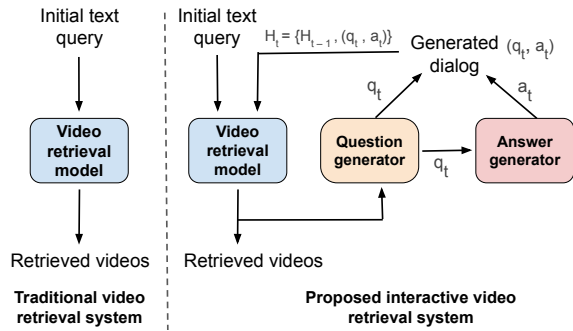 Initial text
query
Video
retrieval
model
Retrieved videos
Traditional video
retrieval system
Initial text
query
H_t = {H_{t-1}, (q_t, a_t)}
Generated
dialog
(q_t, a_t)
q_t
a_t
Video
retrieval
model
Question
generator
q_t
Answer
generator
Retrieved videos
Proposed interactive video
retrieval system